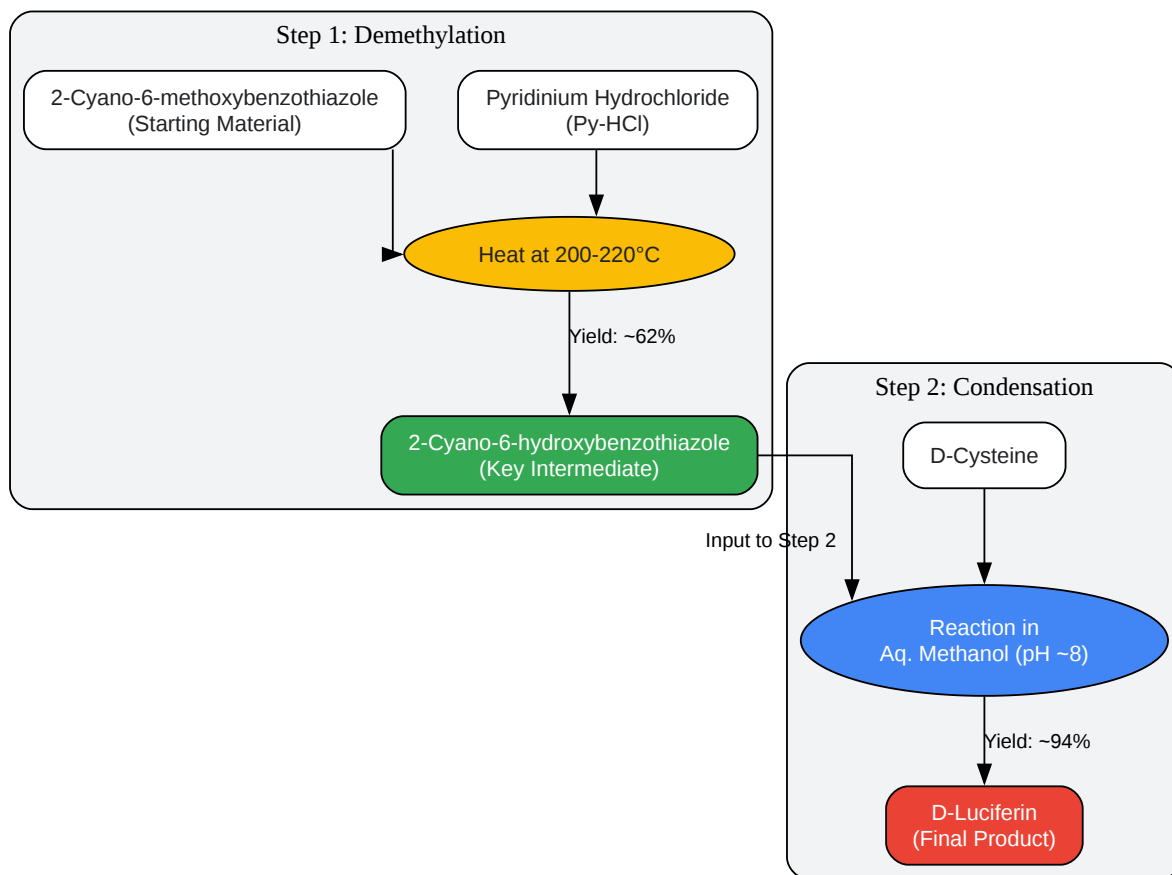 Step 1: Demethylation
2-Cyano-6-methoxybenzothiazole
(Starting Material)
Pyridinium Hydrochloride
(Py-HCl)
Heat at 200-220°C
Yield: ~62%
2-Cyano-6-hydroxybenzothiazole
(Key Intermediate)
Input to Step 2
Step 2: Condensation
D-Cysteine
Reaction in
Aq. Methanol (pH ~8)
Yield: ~94%
D-Luciferin
(Final Product)